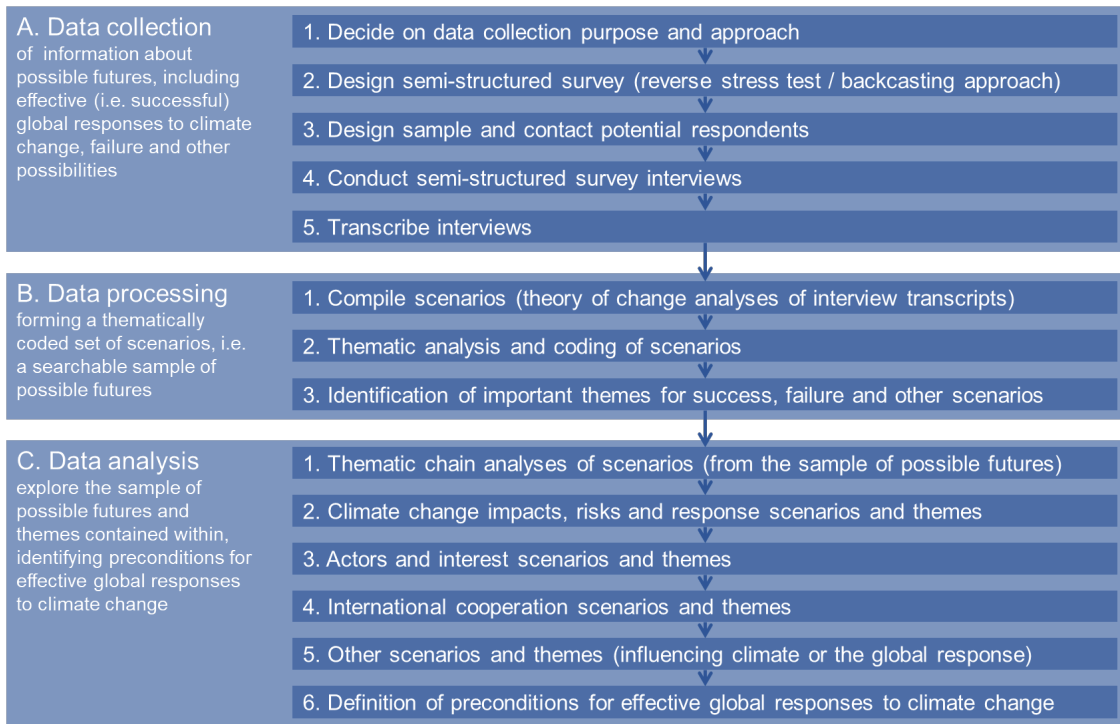 A. Data collection
of information about
possible futures, including
effective (i.e. successful)
global responses to climate
change, failure and other
possibilities
1. Decide on data collection purpose and approach
2. Design semi-structured survey (reverse stress test / backcasting approach)
3. Design sample and contact potential respondents
4. Conduct semi-structured survey interviews
5. Transcribe interviews
B. Data processing
forming a thematically
coded set of scenarios, i.e.
a searchable sample of
possible futures
1. Compile scenarios (theory of change analyses of interview transcripts)
2. Thematic analysis and coding of scenarios
3. Identification of important themes for success, failure and other scenarios
C. Data analysis
explore the sample of
possible futures and
themes contained within,
identifying preconditions for
effective global responses
to climate change
1. Thematic chain analyses of scenarios (from the sample of possible futures)
2. Climate change impacts, risks and response scenarios and themes
3. Actors and interest scenarios and themes
4. International cooperation scenarios and themes
5. Other scenarios and themes (influencing climate or the global response)
6. Definition of preconditions for effective global responses to climate change